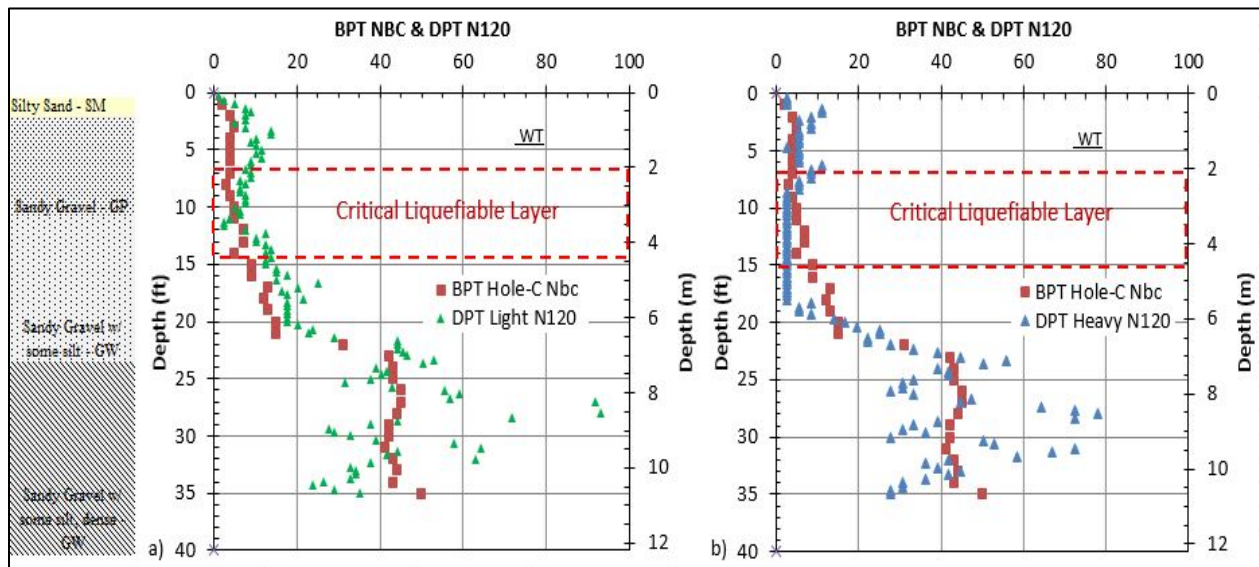 Silty Sand - SM
Sandy Gravel - GP
Sandy Gravel w/
some silt - GW
Sandy Gravel w/
some silt, dense -
GW
BPT NBC & DPT N120
0 20 40 60 80 100
Depth (ft)
0
5
10
15
20
25
30
35
40
WT
Critical Liquefiable Layer
BPT Hole-C Nbc
DPT Light N120
a)
0
2
4
6
8
10
12
Depth (m)
BPT NBC & DPT N120
0 20 40 60 80 100
Depth (ft)
0
5
10
15
20
25
30
35
40
WT
Critical Liquefiable Layer
BPT Hole-C Nbc
DPT Heavy N120
b)
0
2
4
6
8
10
12
Depth (m)